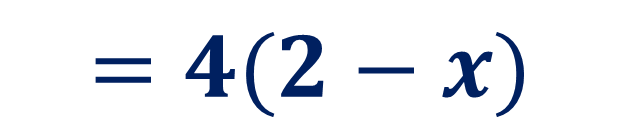 = 4(2 − x)